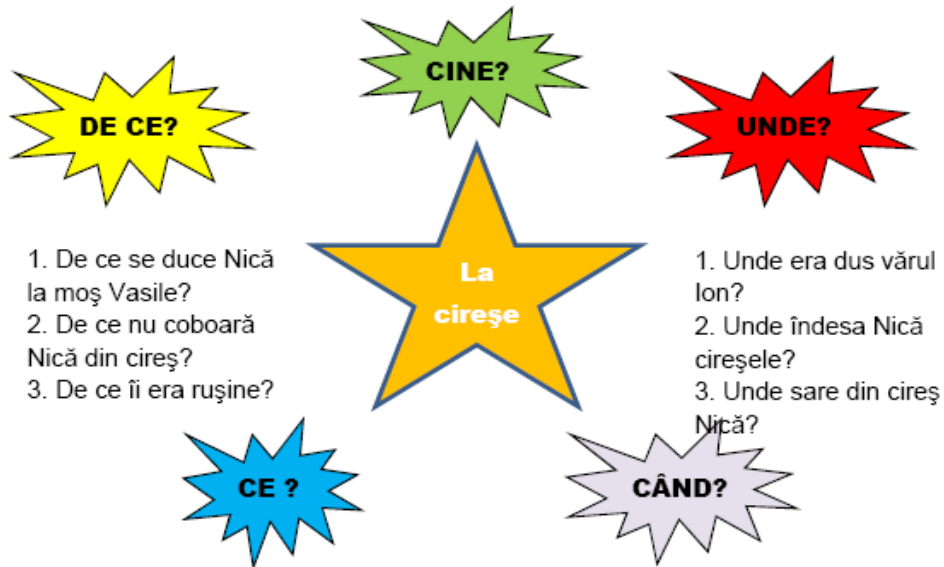 CINE?
DE CE?
UNDE?
1. De ce se duce Nică
la moş Vasile?
2. De ce nu coboară
Nică din cireş?
3. De ce îi era ruşine?
La
cireşe
1. Unde era dus vărul
Ion?
2. Unde îndesa Nică
cireşele?
3. Unde sare din cireş
Nică?
CE ?
CÂND?